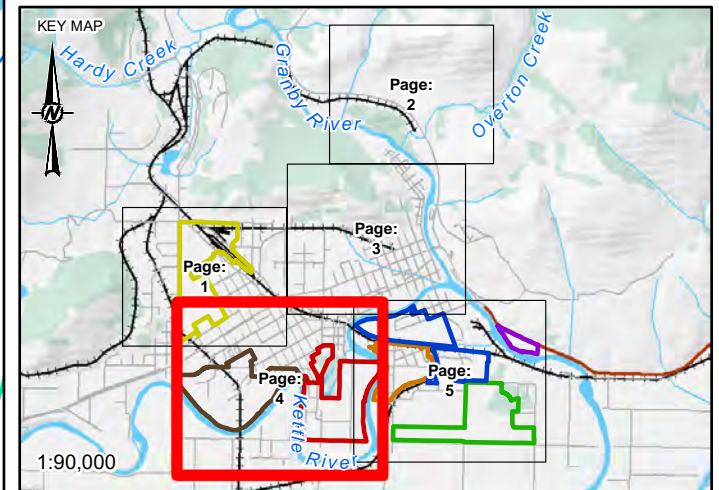 KEY MAP
Hardy Creek
N
Granby River
Overton Creek
Page:
2
Page:
3
Page:
1
Page:
4
Page:
5
Kettle River
1:90,000